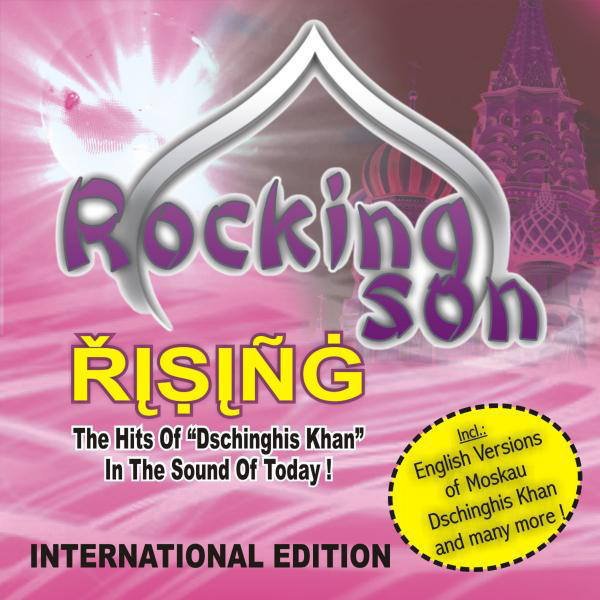 Rocking
son
ŘĮṢĮÑĠ
The Hits Of “Dschinghis Khan”
In The Sound Of Today !
Incl.:
English Versions
of Moskau
Dschinghis Khan
and many more !
INTERNATIONAL EDITION